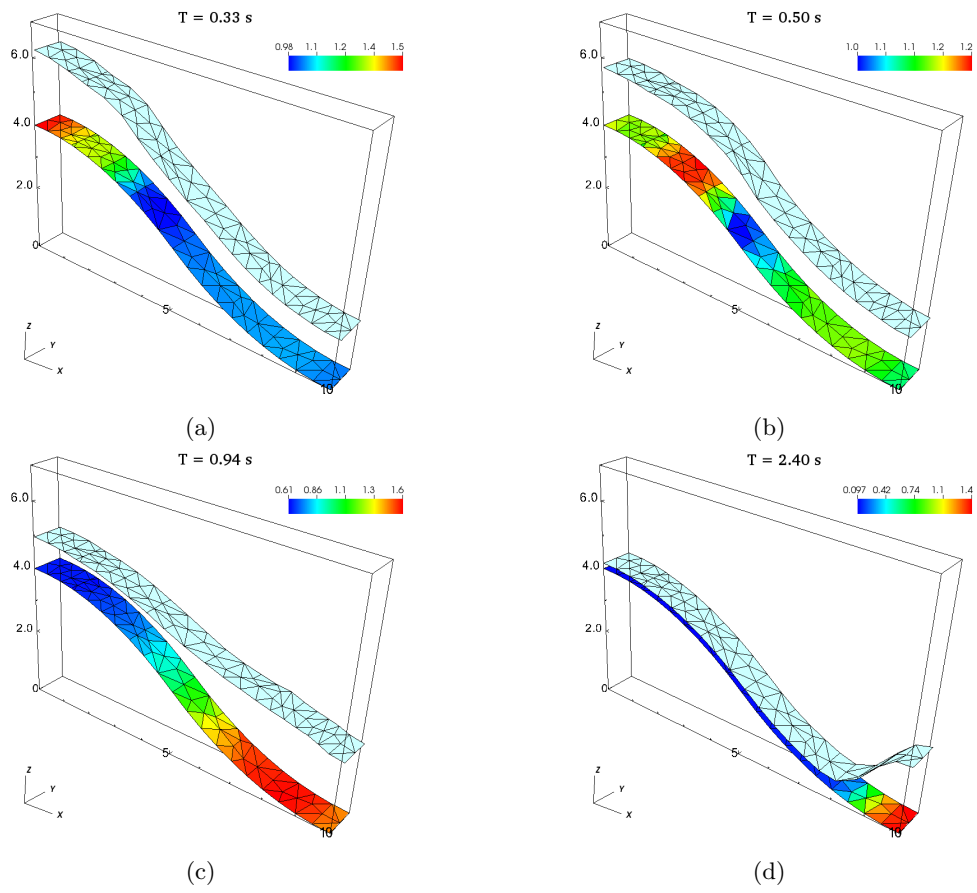 T = 0.33 s
0.98 1.1 1.2 1.4 1.5
6.0
4.0
2.0
0
5
10
Z
Y
X
(a)
T = 0.50 s
1.0 1.1 1.1 1.2 1.2
6.0
4.0
2.0
0
5
10
Z
Y
X
(b)
T = 0.94 s
0.61 0.86 1.1 1.3 1.6
6.0
4.0
2.0
0
5
10
Z
Y
X
(c)
T = 2.40 s
0.097 0.42 0.74 1.1 1.4
6.0
4.0
2.0
0
5
10
Z
Y
X
(d)